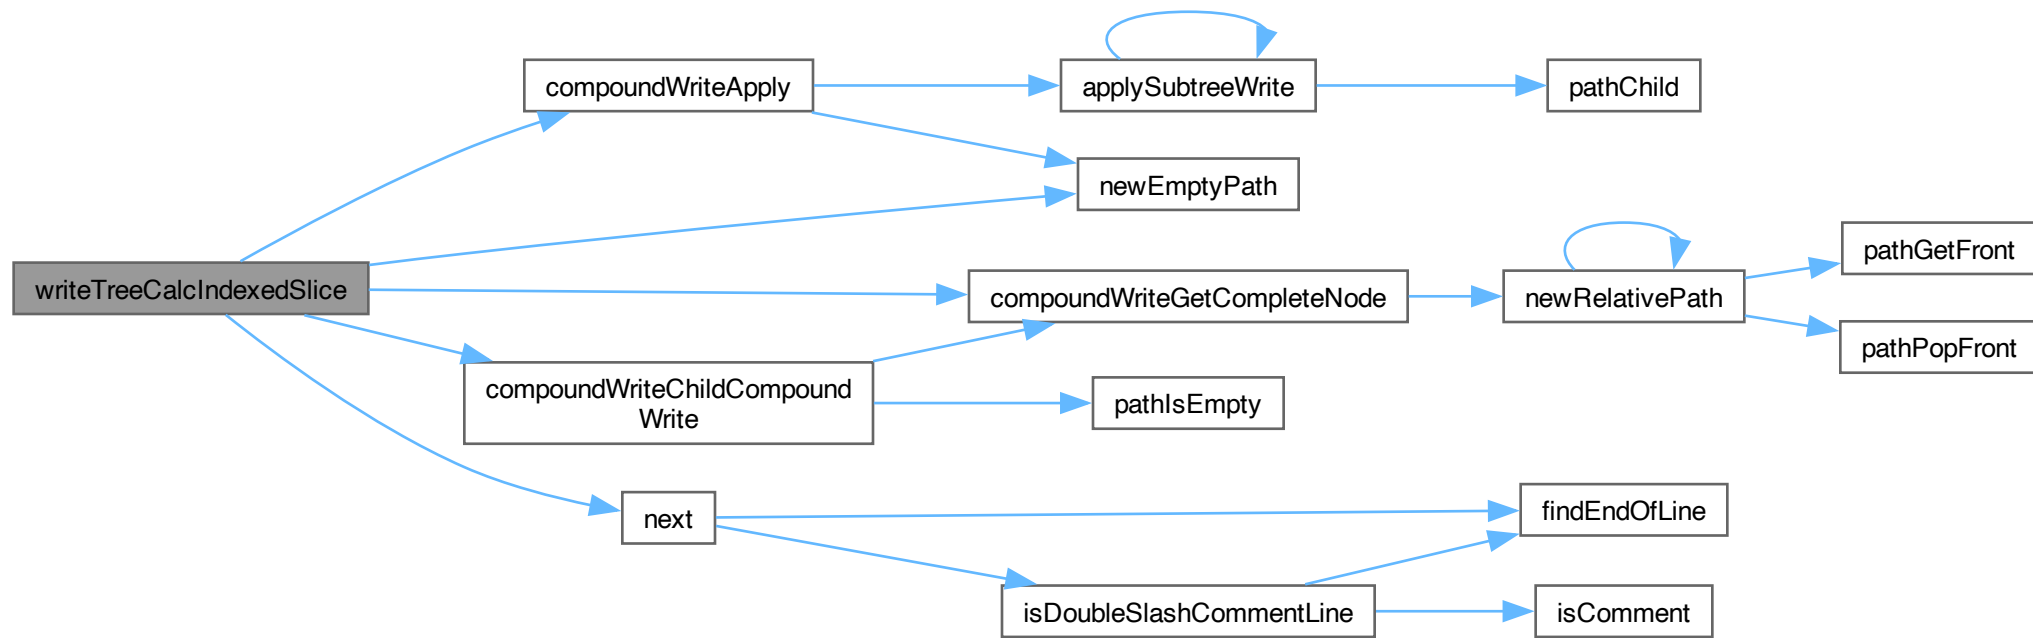 compoundWriteApply
applySubtreeWrite
pathChild
newEmptyPath
writeTreeCalcIndexedSlice
compoundWriteGetCompleteNode
newRelativePath
pathGetFront
pathPopFront
compoundWriteChildCompound
Write
pathIsEmpty
next
findEndOfLine
isDoubleSlashCommentLine
isComment